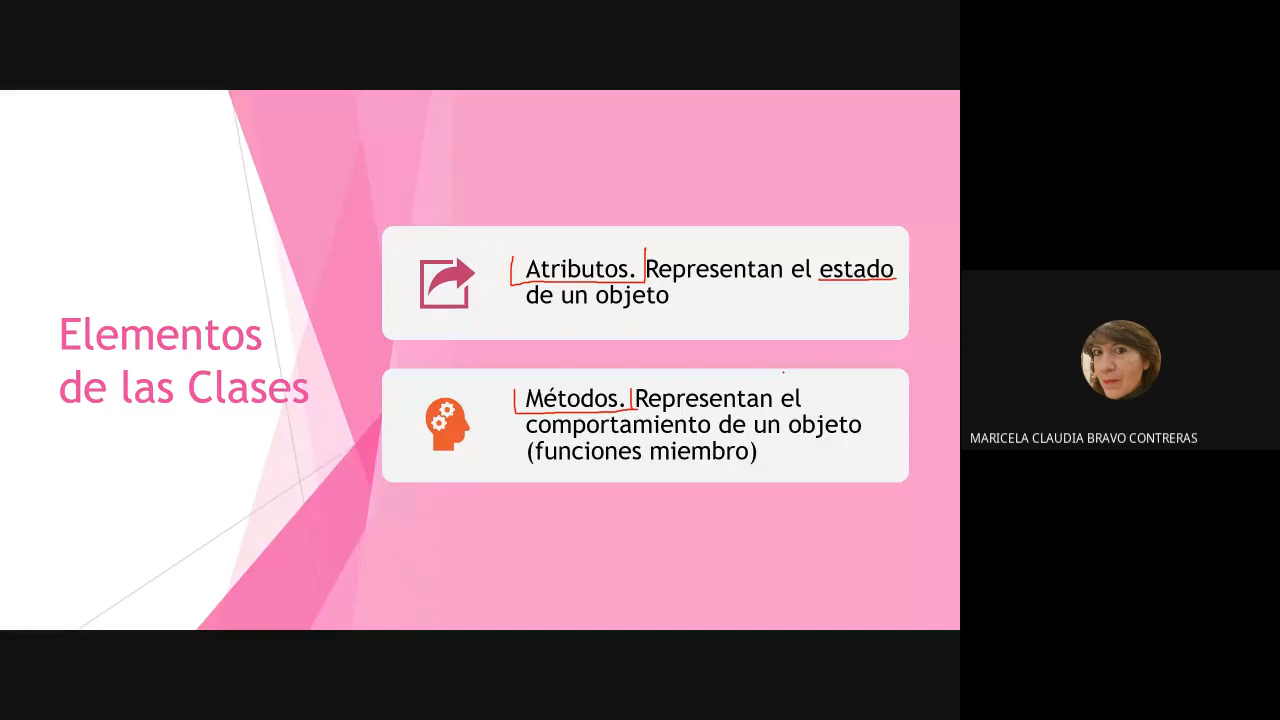 Elementos
de las Clases
Atributos. Representan el estado
de un objeto
Métodos. Representan el
comportamiento de un objeto
(funciones miembro)
MARICELA CLAUDIA BRAVO CONTRERAS